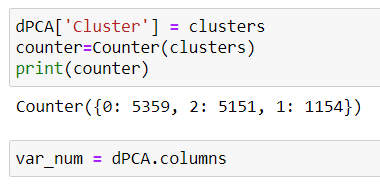 dPCA['Cluster'] = clusters
counter=Counter(clusters)
print(counter)
Counter({0: 5359, 2: 5151, 1: 1154})
var_num = dPCA.columns